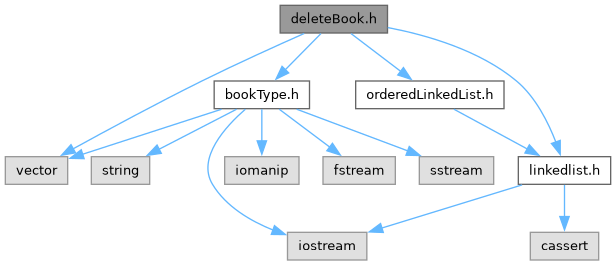 deleteBook.h
bookType.h
orderedLinkedList.h
vector
string
iomanip
fstream
sstream
linkedlist.h
iostream
cassert